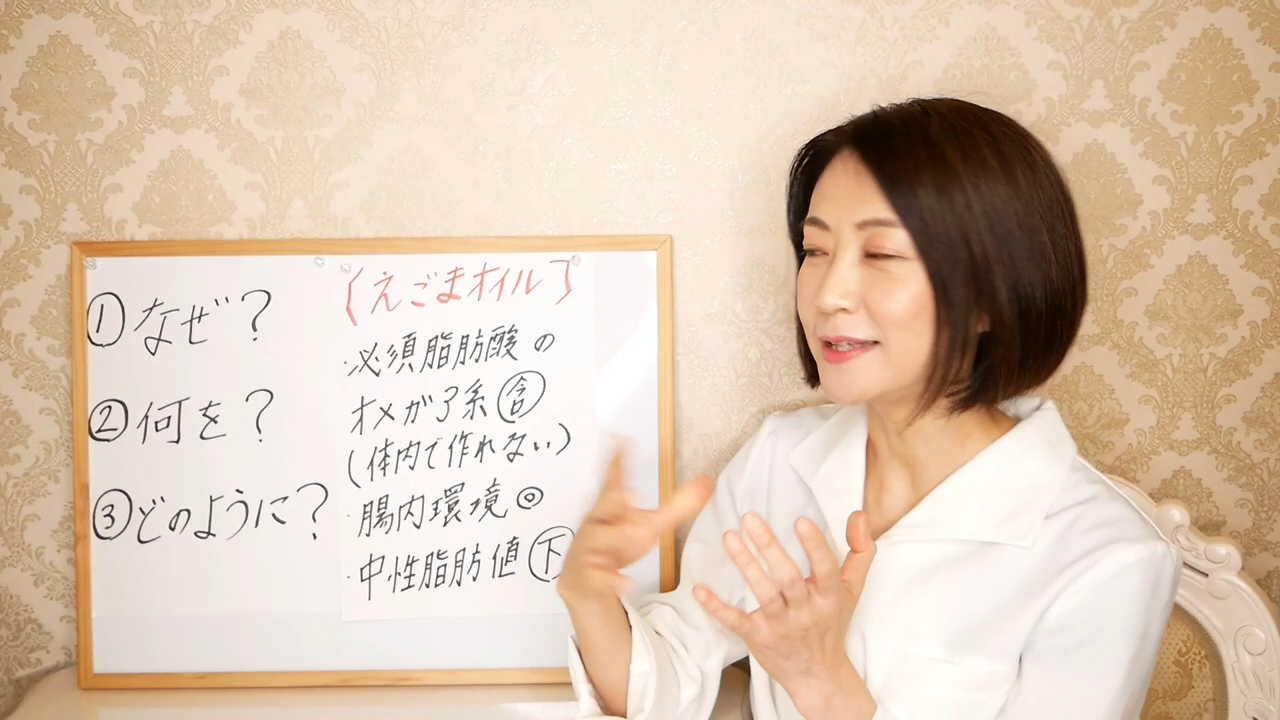 ①なぜ？
②何を？
③どのように？
〔えごまオイル〕
・必須脂肪酸の
オメガ3系㊒
(体内で作れない)
・腸内環境◎
・中性脂肪値㊦